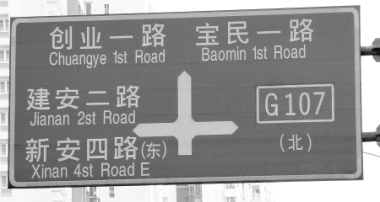 创业一路 宝民一路
Chuangye 1st Road Baomin 1st Road
建安二路
Jianan 2st Road
G107
新安四路(东)
(北)
Xinan 4st Road E